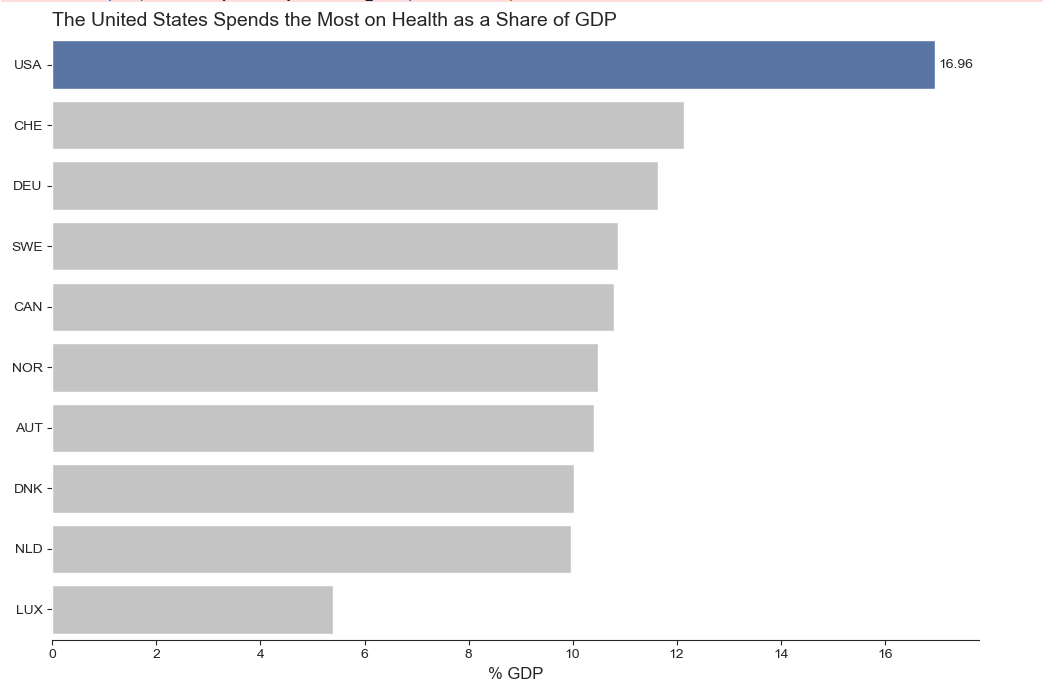 The United States Spends the Most on Health as a Share of GDP
USA
16.96
CHE
DEU
SWE
CAN
NOR
AUT
DNK
NLD
LUX
0 2 4 6 8 10 12 14 16
% GDP